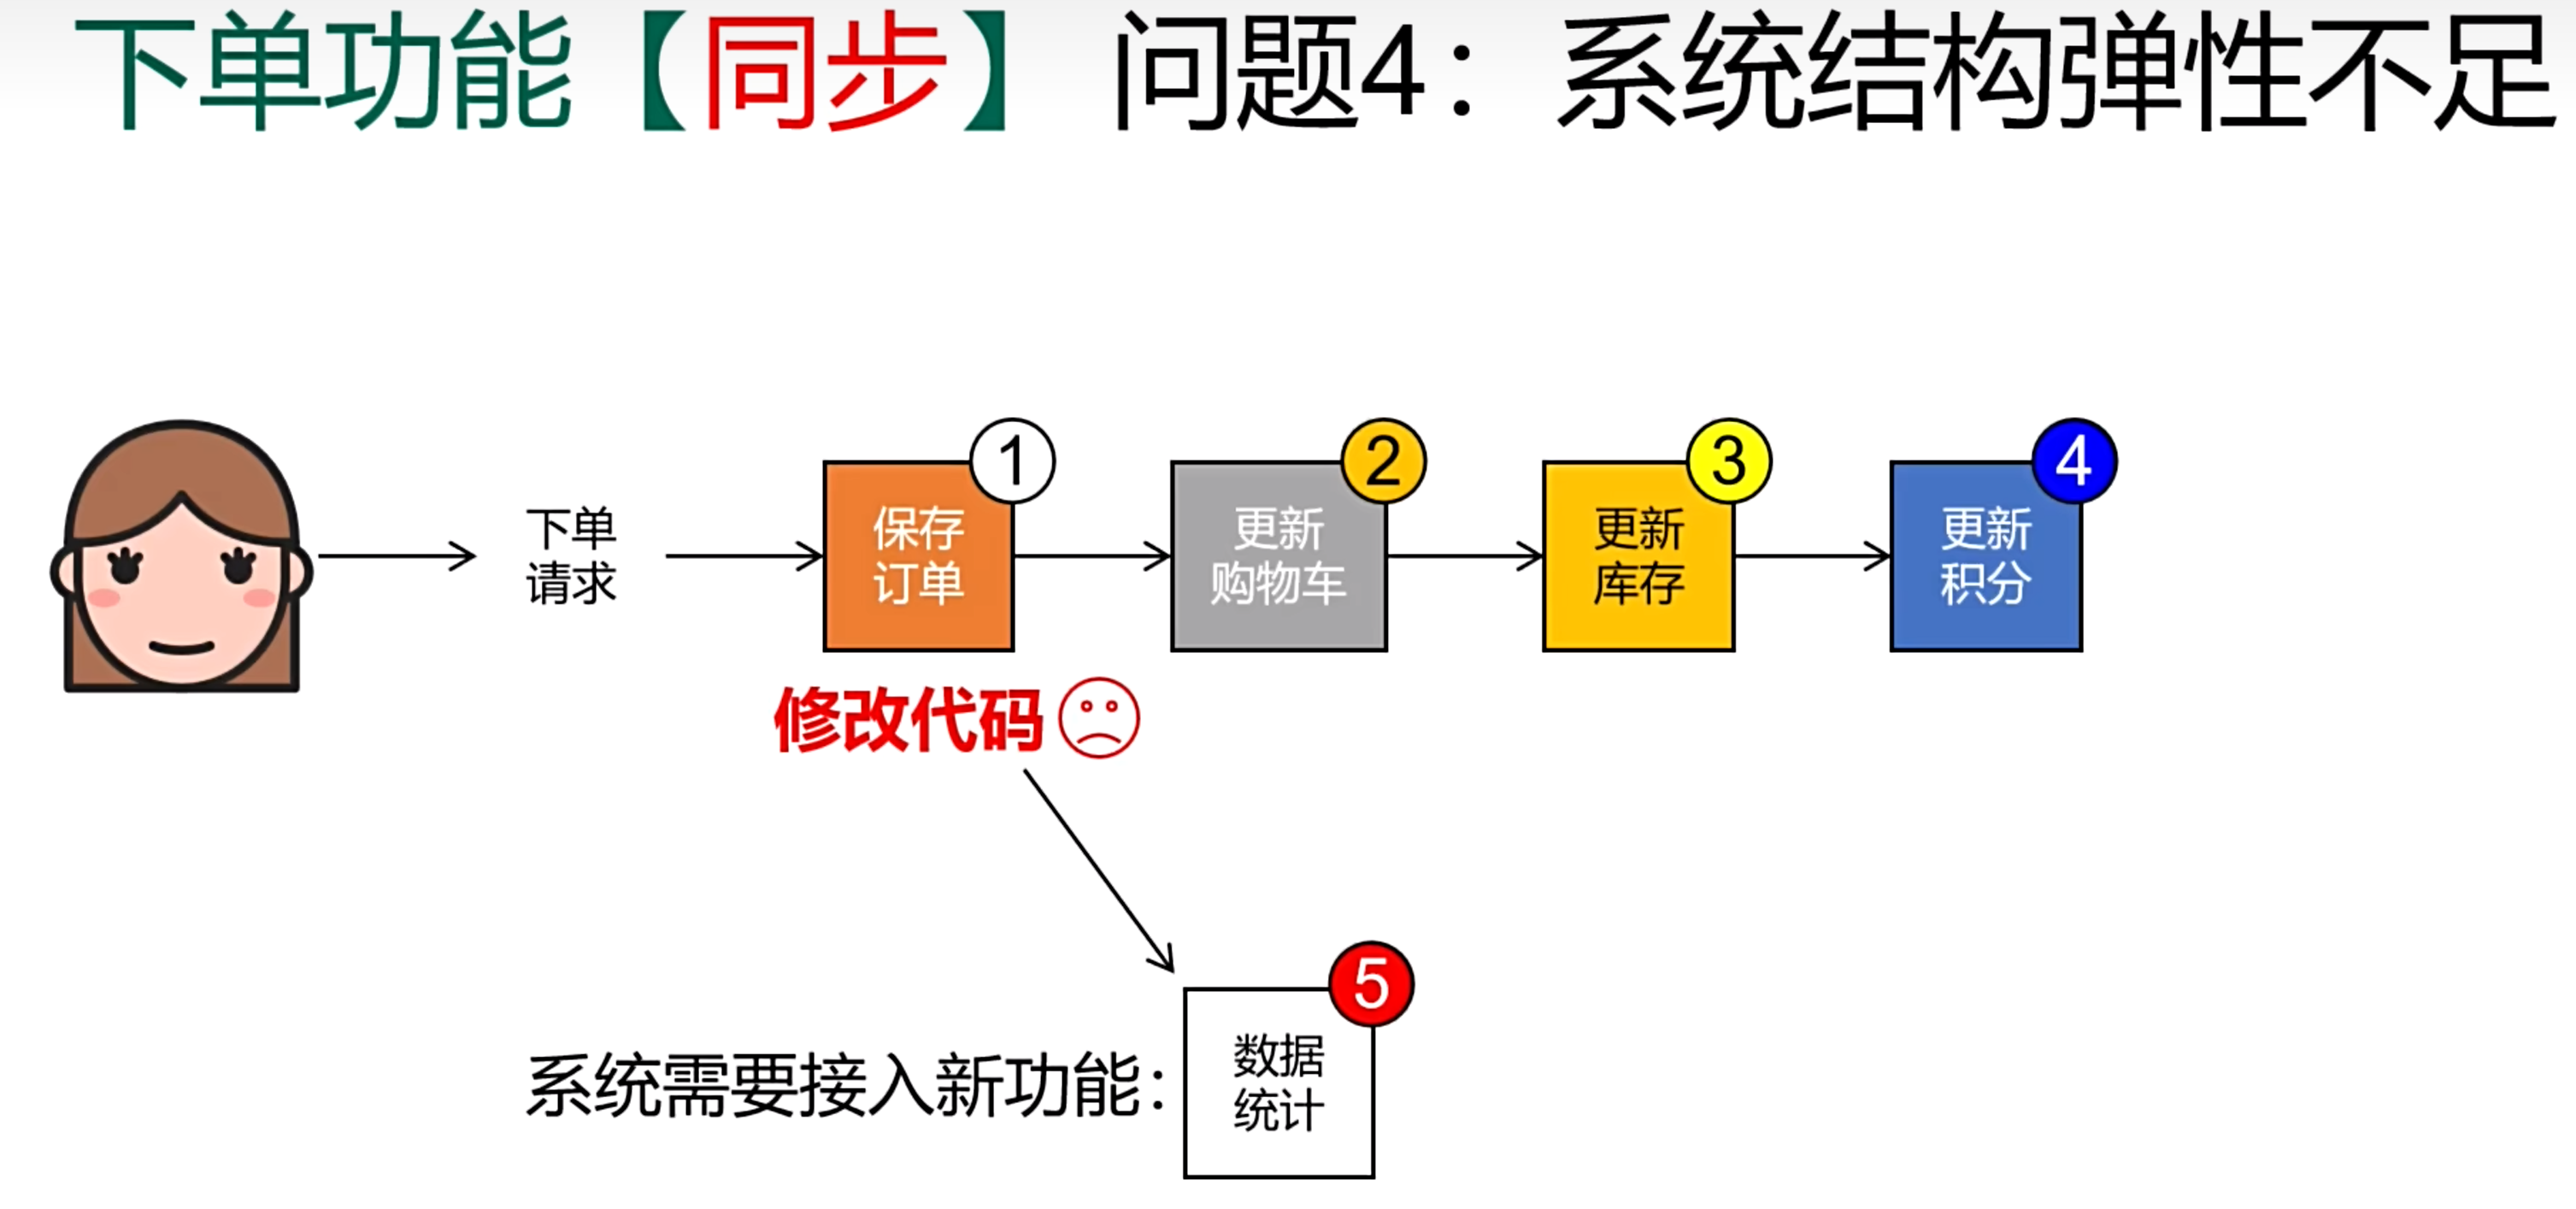 下单功能【同步】 问题4：系统结构弹性不足
下单
请求
1
保存
订单
2
更新
购物车
3
更新
库存
4
更新
积分
修改代码
系统需要接入新功能：
5
数据
统计